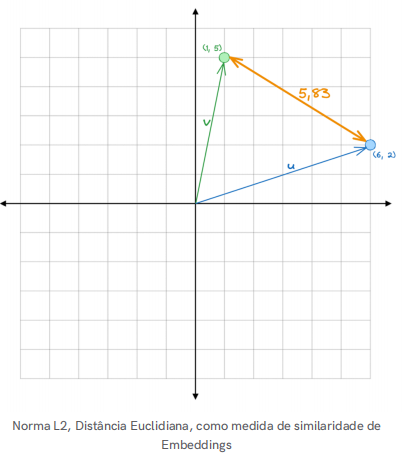 (1, 5)
5,83
v
u
(6, 2)
Norma L2, Distância Euclidiana, como medida de similaridade de
Embeddings